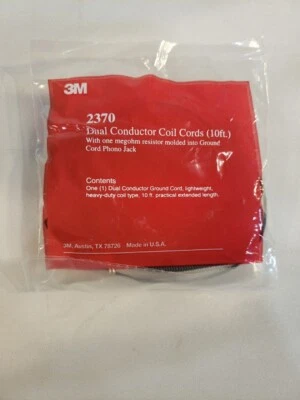 3M
2370
Dual Conductor Coil Cords (10ft.)
With one megohm resistor molded into Ground
Cord Phono Jack
Contents
One (1) Dual Conductor Ground Cord, lightweight,
heavy-duty coil type, 10 ft. practical extended length.
3M, Austin, TX 78726 Made in U.S.A.